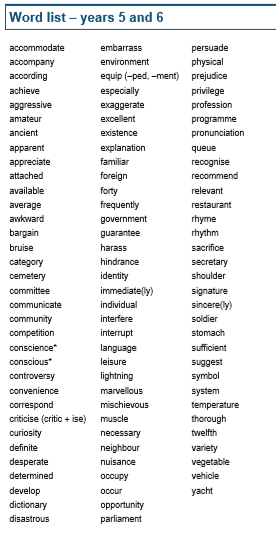 Word list – years 5 and 6
accommodate
accompany
according
achieve
aggressive
amateur
ancient
apparent
appreciate
attached
available
average
awkward
bargain
bruise
category
cemetery
committee
communicate
community
competition
conscience*
conscious*
controversy
convenience
correspond
criticise (critic + ise)
curiosity
definite
desperate
determined
develop
dictionary
disastrous
embarrass
environment
equip (–ped, –ment)
especially
exaggerate
excellent
existence
explanation
familiar
foreign
forty
frequently
government
guarantee
harass
hindrance
identity
immediate(ly)
individual
interfere
interrupt
language
leisure
lightning
marvellous
mischievous
muscle
necessary
neighbour
nuisance
occupy
occur
opportunity
parliament
persuade
physical
prejudice
privilege
profession
programme
pronunciation
queue
recognise
recommend
relevant
restaurant
rhyme
rhythm
sacrifice
secretary
shoulder
signature
sincere(ly)
soldier
stomach
sufficient
suggest
symbol
system
temperature
thorough
twelfth
variety
vegetable
vehicle
yacht